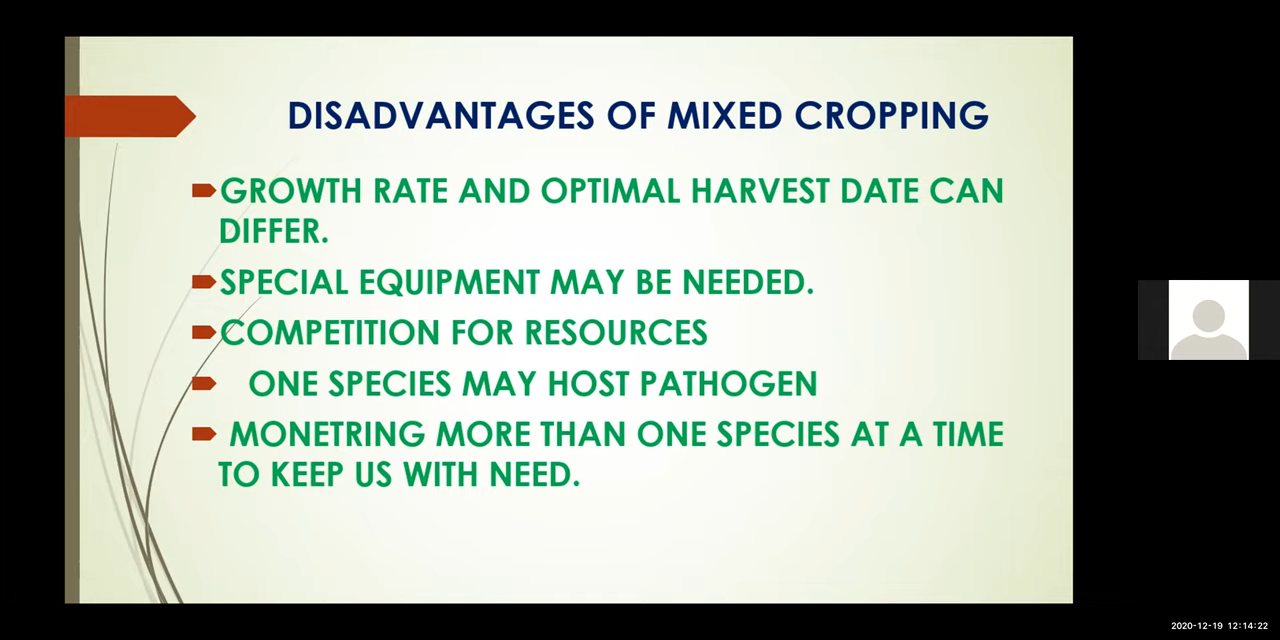 DISADVANTAGES OF MIXED CROPPING
GROWTH RATE AND OPTIMAL HARVEST DATE CAN
DIFFER.
SPECIAL EQUIPMENT MAY BE NEEDED.
COMPETITION FOR RESOURCES
ONE SPECIES MAY HOST PATHOGEN
MONETRING MORE THAN ONE SPECIES AT A TIME
TO KEEP US WITH NEED.
2020-12-19 12:14:22